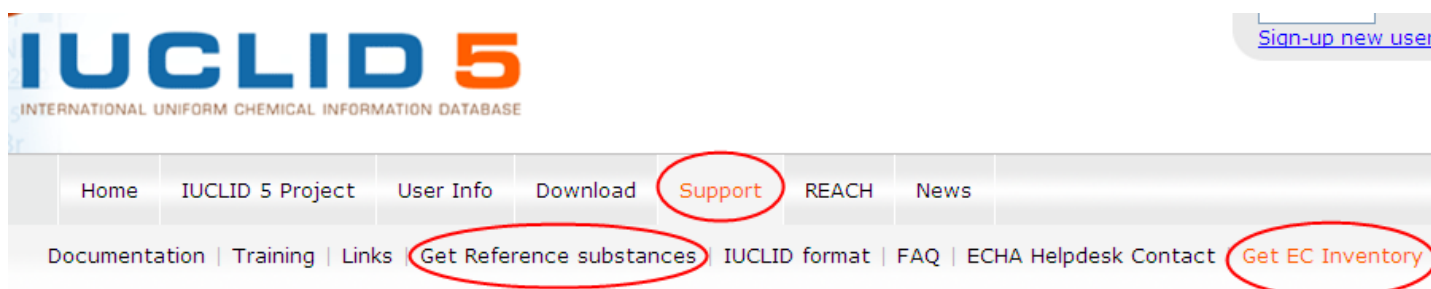 Sign-up new user
IUCLID 5
INTERNATIONAL UNIFORM CHEMICAL INFORMATION DATABASE
Home IUCLID 5 Project User Info Download Support REACH News
Documentation | Training | Links | Get Reference substances | IUCLID format | FAQ | ECHA Helpdesk Contact | Get EC Inventory